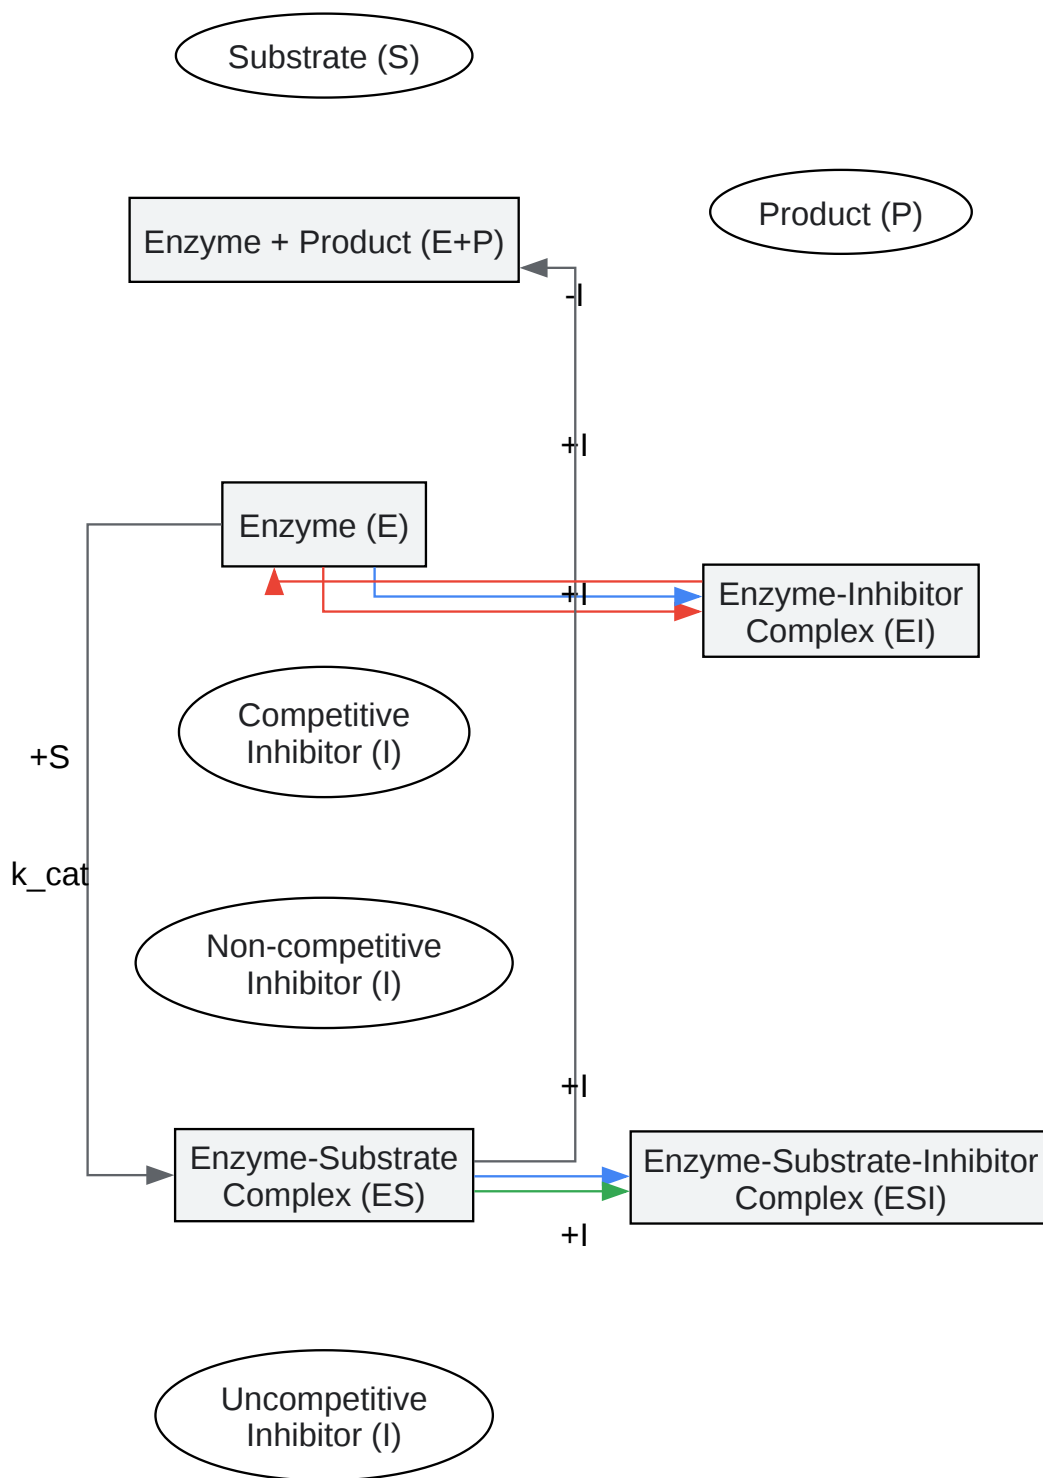 Substrate (S)
Product (P)
Enzyme + Product (E+P)
-I
+I
Enzyme (E)
+I
Enzyme-Inhibitor
Complex (EI)
Competitive
Inhibitor (I)
+S
k_cat
Non-competitive
Inhibitor (I)
+I
Enzyme-Substrate
Complex (ES)
Enzyme-Substrate-Inhibitor
Complex (ESI)
+I
Uncompetitive
Inhibitor (I)